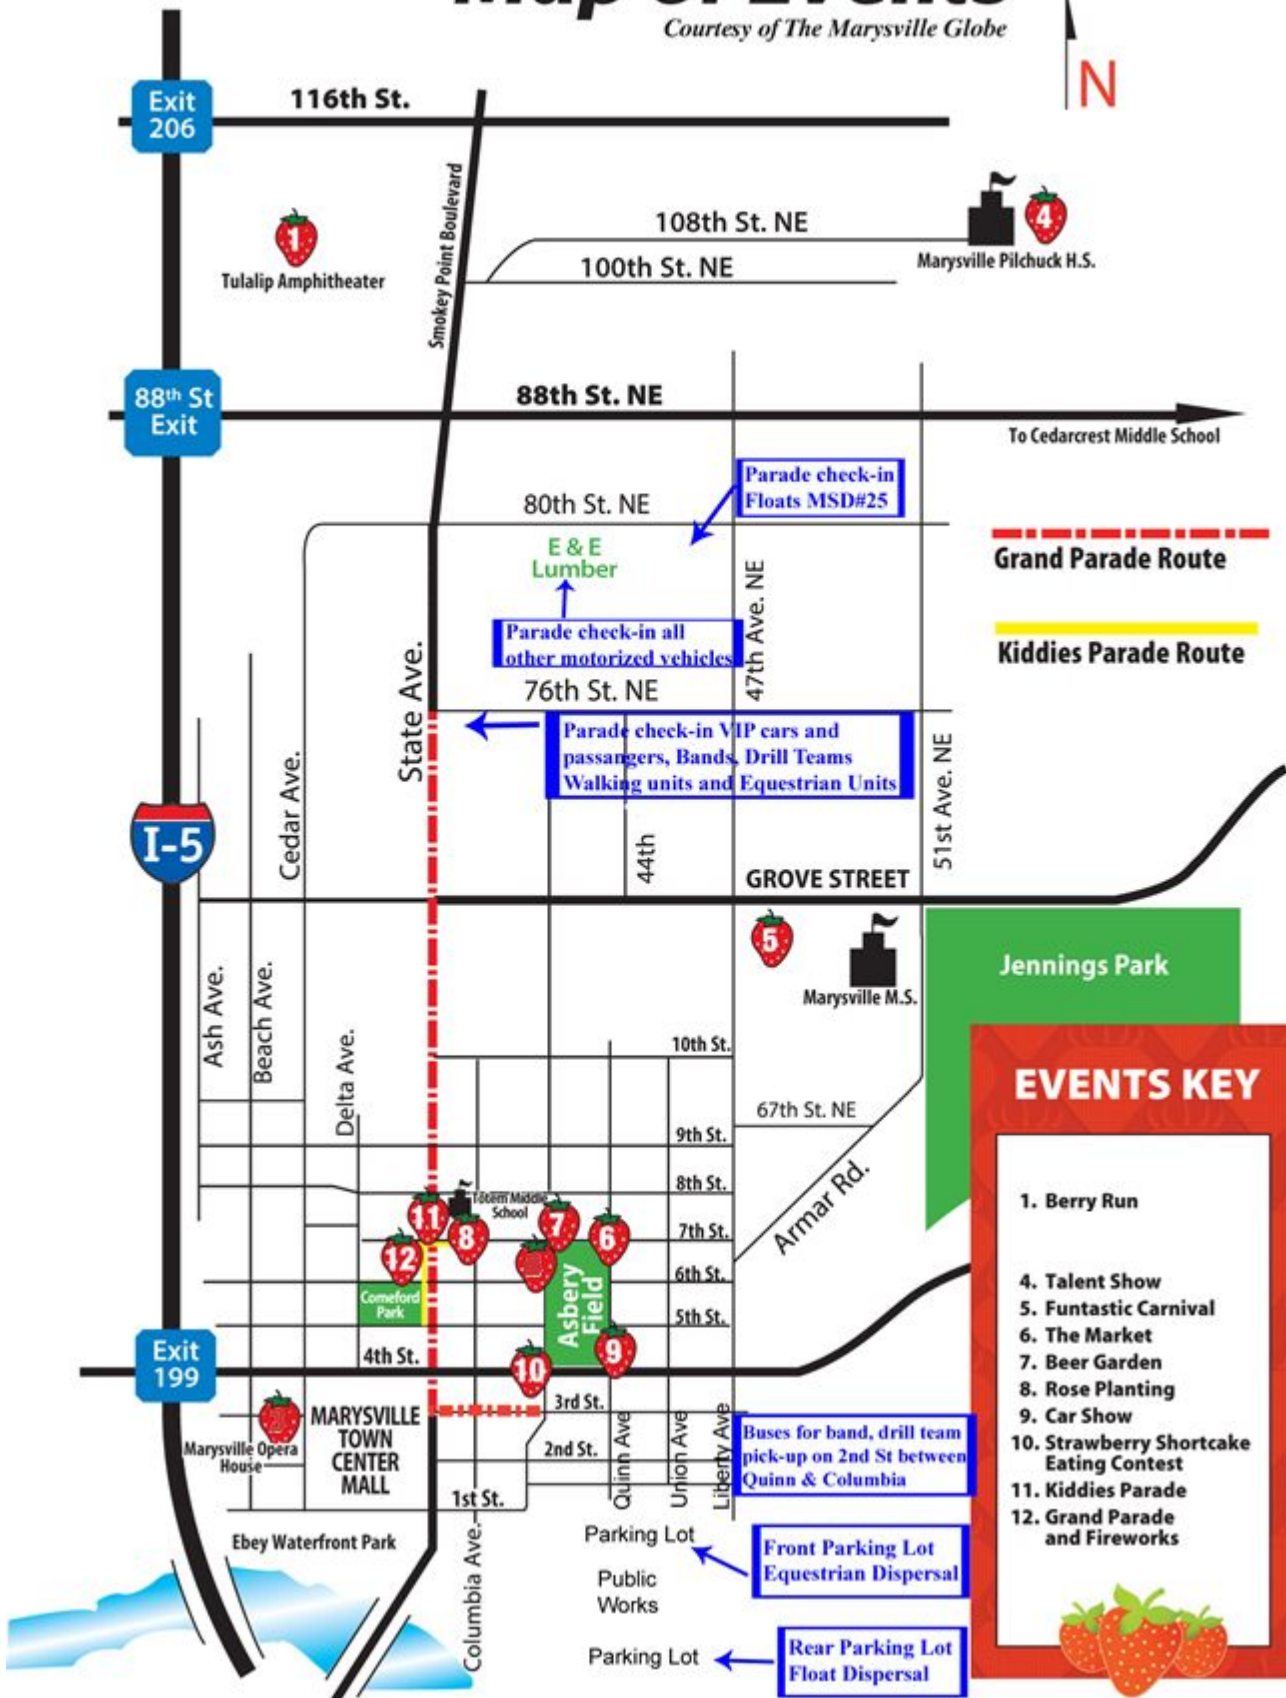 Map of Events
Courtesy of The Marysville Globe
N
Exit
206
116th St.
Smokey Point Boulevard
1
Tulalip Amphitheater
108th St. NE
100th St. NE
4
Marysville Pilchuck H.S.
88th St
Exit
88th St. NE
To Cedarcrest Middle School
Parade check-in
Floats MSD#25
80th St. NE
E & E
Lumber
Parade check-in all
other motorized vehicles
47th Ave. NE
Grand Parade Route
Kiddies Parade Route
State Ave.
76th St. NE
Parade check-in VIP cars and
passangers, Bands, Drill Teams
Walking units and Equestrian Units
51st Ave. NE
Cedar Ave.
I-5
44th
GROVE STREET
5
Marysville M.S.
Jennings Park
Ash Ave.
Beach Ave.
Delta Ave.
10th St.
67th St. NE
9th St.
Armar Rd.
8th St.
Totem Middle
School
11
8
7
6
12
7th St.
6th St.
Comeford
Park
Asbery
Field
5th St.
Exit
199
4th St.
10
9
3rd St.
MARYSVILLE
TOWN
CENTER
MALL
Marysville Opera
House
2nd St.
1st St.
Quinn Ave
Union Ave
Liberty Ave
Buses for band, drill team
pick-up on 2nd St between
Quinn & Columbia
Ebey Waterfront Park
Columbia Ave.
Parking Lot
Front Parking Lot
Equestrian Dispersal
Public
Works
Parking Lot
Rear Parking Lot
Float Dispersal
EVENTS KEY
1. Berry Run
4. Talent Show
5. Funtastic Carnival
6. The Market
7. Beer Garden
8. Rose Planting
9. Car Show
10. Strawberry Shortcake
Eating Contest
11. Kiddies Parade
12. Grand Parade
and Fireworks